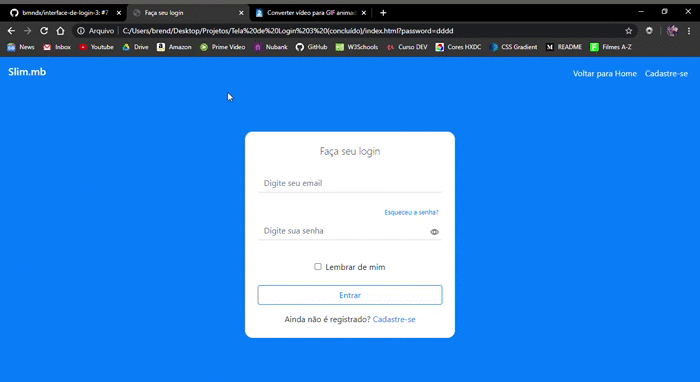 bmndv/interface-de-login-3: #7
Faça seu login
Converter vídeo para GIF animad
Arquivo
C:/Users/brend/Desktop/Projetos/Tela%20de%20Login%203%20(concluído)/index.html?password=dddd
News
Inbox
Youtube
Drive
Amazon
Prime Video
Nubank
GitHub
W3Schools
Curso DEV
Cores HXDC
CSS Gradient
README
Filmes A-Z
Slim.mb
Voltar para Home
Cadastre-se
Faça seu login
Digite seu email
Esqueceu a senha?
Digite sua senha
Lembrar de mim
Entrar
Ainda não é registrado? Cadastre-se